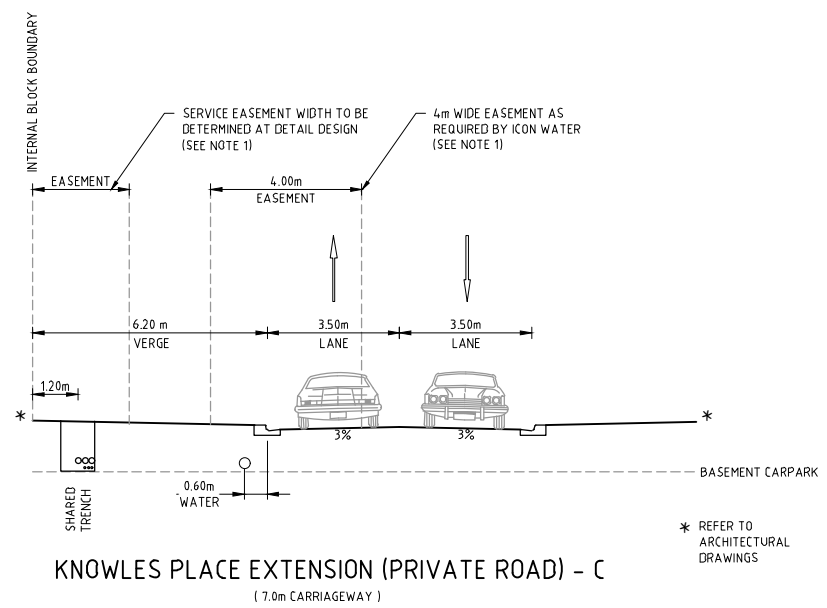 INTERNAL BLOCK BOUNDARY
SERVICE EASEMENT WIDTH TO BE
DETERMINED AT DETAIL DESIGN
(SEE NOTE 1)
4m WIDE EASEMENT AS
REQUIRED BY ICON WATER
(SEE NOTE 1)
EASEMENT
4.00m
EASEMENT
6.20 m
VERGE
3.50m
LANE
3.50m
LANE
1.20m
*
*
3%
3%
BASEMENT CARPARK
0.60m
WATER
SHARED
TRENCH
* REFER TO
ARCHITECTURAL
DRAWINGS
KNOWLES PLACE EXTENSION (PRIVATE ROAD) - C
( 7.0m CARRIAGEWAY )